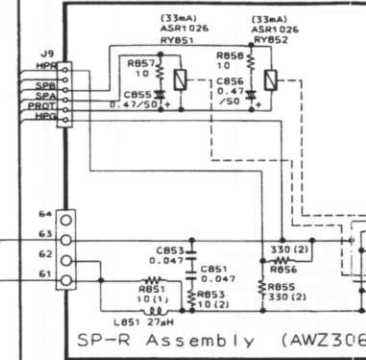 (33mA)
ASR1026
RY851
(33mA)
ASR1026
RY852
J9
HPR
SPB
SPA
PROT
HPG
R857
10
C855
0.47/50
+
R858
10
C856
0.47
/50
+
64
63
62
61
C853
0.047
C851
0.047
R851
10(1)
R853
10(2)
L851 27μH
330(2)
R856
R855
330(2)
SP-R Assembly (AWZ306